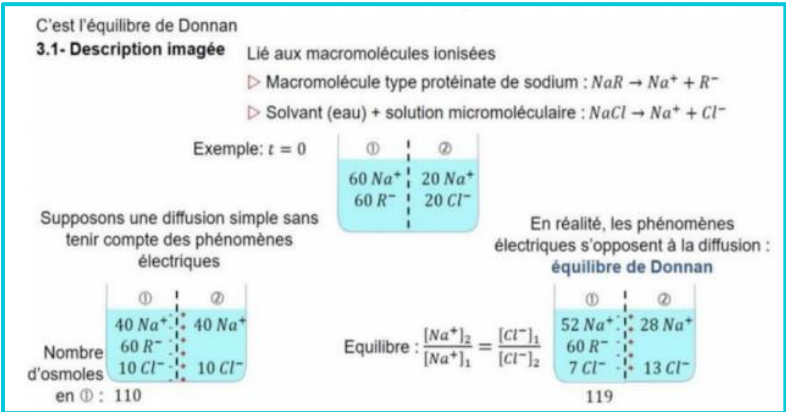 C'est l'équilibre de Donnan
3.1- Description imagée Lié aux macromolécules ionisées
▷ Macromolécule type protéinate de sodium : NaR → Na⁺ + R⁻
▷ Solvant (eau) + solution micromoléculaire : NaCl → Na⁺ + Cl⁻
Exemple: t = 0
① ②
60 Na⁺ 20 Na⁺
60 R⁻ 20 Cl⁻
Supposons une diffusion simple sans
tenir compte des phénomènes
électriques
① ②
40 Na⁺ 40 Na⁺
60 R⁻
10 Cl⁻ 10 Cl⁻
Nombre
d'osmoles
en ① : 110
En réalité, les phénomènes
électriques s'opposent à la diffusion :
équilibre de Donnan
Equilibre : [Na⁺]₂/[Na⁺]₁ = [Cl⁻]₁/[Cl⁻]₂
① ②
52 Na⁺ 28 Na⁺
60 R⁻
7 Cl⁻ 13 Cl⁻
119